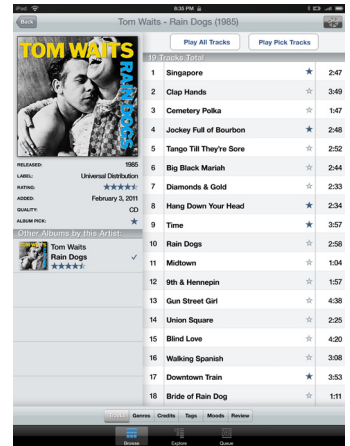 iPod
8:35 PM
Back
Tom Waits - Rain Dogs (1985)
TOM WAITS
RAIN DOGS
Play All Tracks
Play Pick Tracks
19 Tracks Total
1 Singapore 2:47
2 Clap Hands 3:49
3 Cemetery Polka 1:47
4 Jockey Full of Bourbon 2:48
5 Tango Till They're Sore 2:52
6 Big Black Mariah 2:44
7 Diamonds & Gold 2:33
8 Hang Down Your Head 2:34
9 Time 3:57
10 Rain Dogs 2:58
11 Midtown 1:04
12 9th & Hennepin 1:57
13 Gun Street Girl 4:38
14 Union Square 2:25
15 Blind Love 4:20
16 Walking Spanish 3:08
17 Downtown Train 3:53
18 Bride of Rain Dog 1:11
RELEASED: 1985
LABEL: Universal Distribution
RATING:
ADDED: February 3, 2011
QUALITY: CD
ALBUM PICK:
Other Albums by this Artist:
Tom Waits
Rain Dogs
Tracks Genres Credits Tags Moods Review
Browse Explore Queue